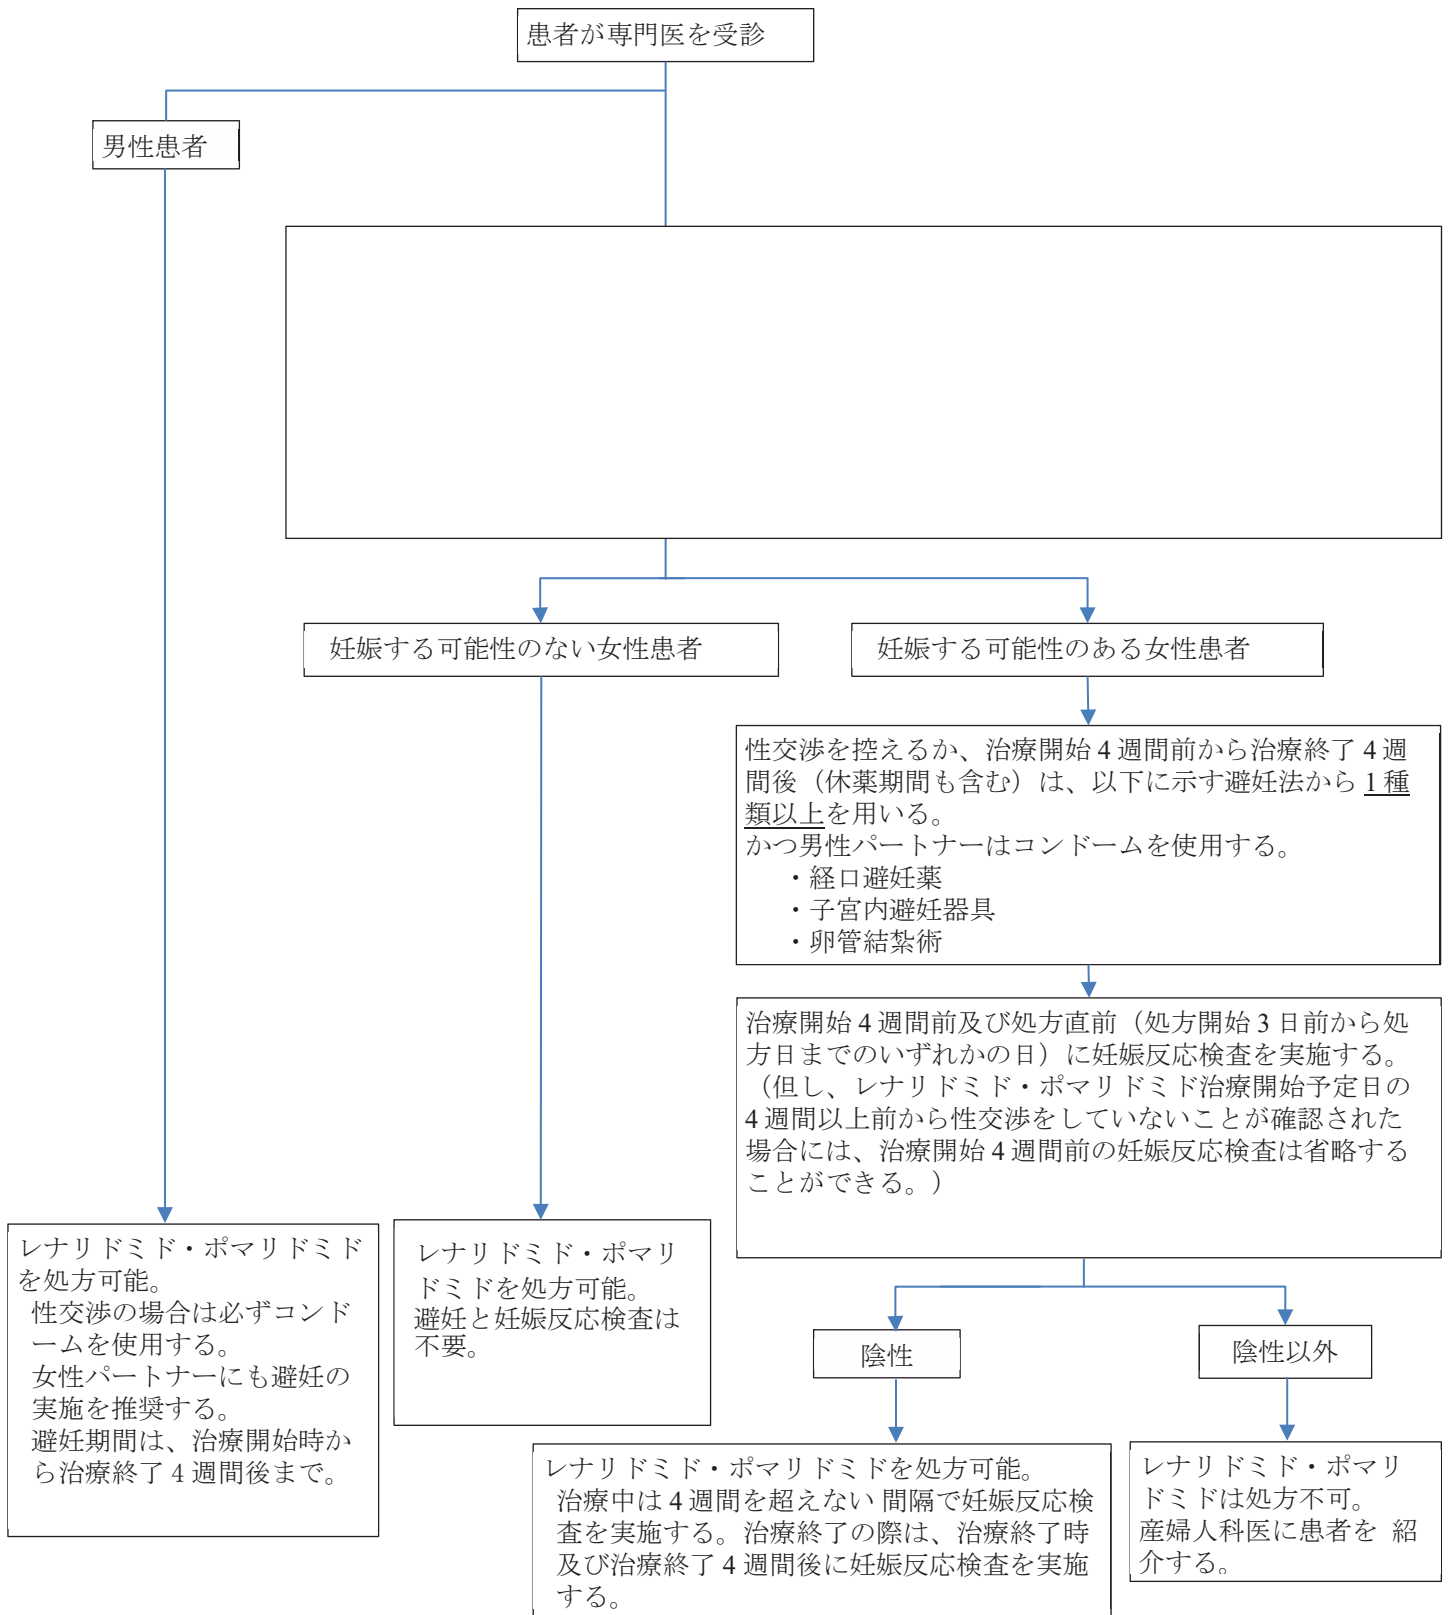 患者が専門医を受診
男性患者
妊娠する可能性のない女性患者
妊娠する可能性のある女性患者
性交渉を控えるか、治療開始 4 週間前から治療終了 4 週
間後（休薬期間も含む）は、以下に示す避妊法から 1 種
類以上を用いる。
かつ男性パートナーはコンドームを使用する。
・経口避妊薬
・子宮内避妊器具
・卵管結紮術
治療開始 4 週間前及び処方直前（処方開始 3 日前から処
方日までのいずれかの日）に妊娠反応検査を実施する。
（但し、レナリドミド・ポマリドミド治療開始予定日の
4 週間以上前から性交渉をしていないことが確認された
場合には、治療開始 4 週間前の妊娠反応検査は省略する
ことができる。）
レナリドミド・ポマリドミド
を処方可能。
性交渉の場合は必ずコンド
ームを使用する。
女性パートナーにも避妊の
実施を推奨する。
避妊期間は、治療開始時か
ら治療終了 4 週間後まで。
レナリドミド・ポマリ
ドミドを処方可能。
避妊と妊娠反応検査は
不要。
陰性
陰性以外
レナリドミド・ポマリドミドを処方可能。
治療中は 4 週間を超えない 間隔で妊娠反応検
査を実施する。治療終了の際は、治療終了時
及び治療終了 4 週間後に妊娠反応検査を実施
する。
レナリドミド・ポマリ
ドミドは処方不可。
産婦人科医に患者を 紹
介する。